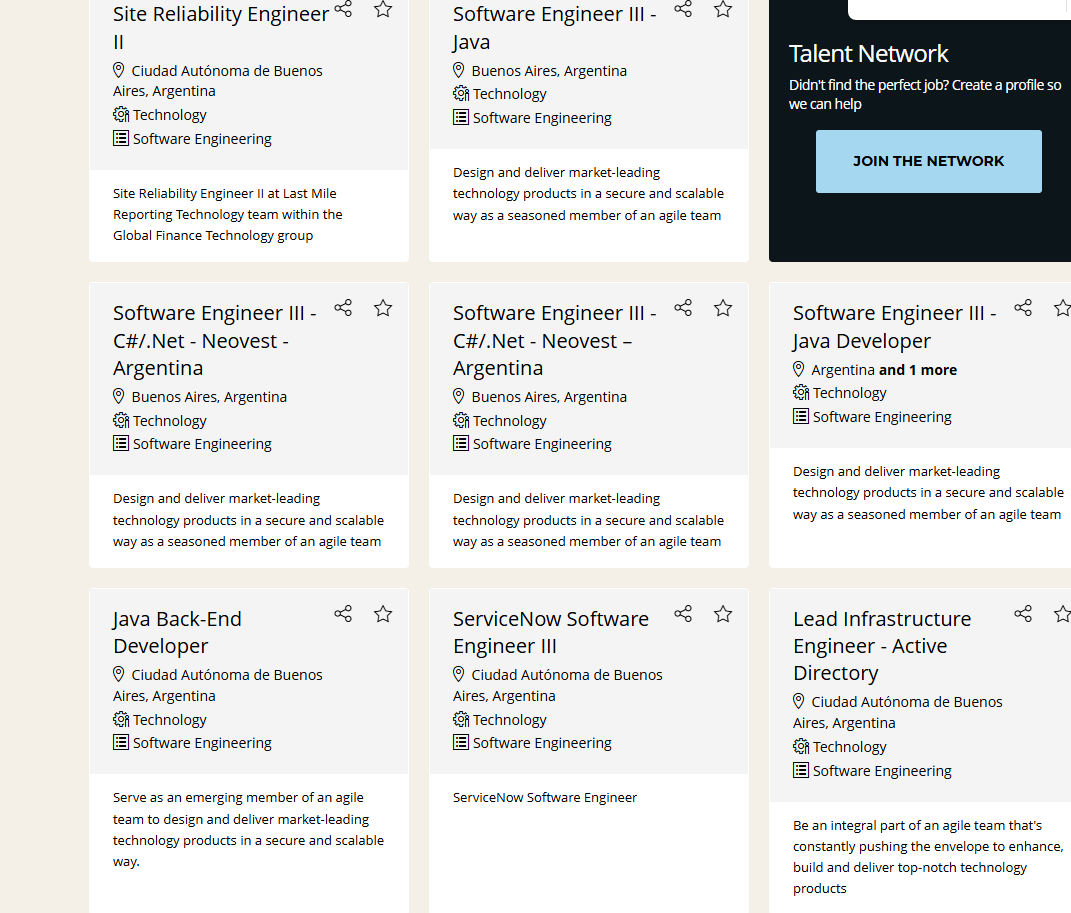 Site Reliability Engineer
II
Ciudad Autónoma de Buenos
Aires, Argentina
Technology
Software Engineering
Site Reliability Engineer II at Last Mile
Reporting Technology team within the
Global Finance Technology group
Software Engineer III -
Java
Buenos Aires, Argentina
Technology
Software Engineering
Design and deliver market-leading
technology products in a secure and scalable
way as a seasoned member of an agile team
Talent Network
Didn't find the perfect job? Create a profile so
we can help
JOIN THE NETWORK
Software Engineer III -
C#/.Net - Neovest -
Argentina
Buenos Aires, Argentina
Technology
Software Engineering
Design and deliver market-leading
technology products in a secure and scalable
way as a seasoned member of an agile team
Software Engineer III -
C#/.Net - Neovest –
Argentina
Buenos Aires, Argentina
Technology
Software Engineering
Design and deliver market-leading
technology products in a secure and scalable
way as a seasoned member of an agile team
Software Engineer III -
Java Developer
Argentina and 1 more
Technology
Software Engineering
Design and deliver market-leading
technology products in a secure and scalable
way as a seasoned member of an agile team
Java Back-End
Developer
Ciudad Autónoma de Buenos
Aires, Argentina
Technology
Software Engineering
Serve as an emerging member of an agile
team to design and deliver market-leading
technology products in a secure and scalable
way.
ServiceNow Software
Engineer III
Ciudad Autónoma de Buenos
Aires, Argentina
Technology
Software Engineering
ServiceNow Software Engineer
Lead Infrastructure
Engineer - Active
Directory
Ciudad Autónoma de Buenos
Aires, Argentina
Technology
Software Engineering
Be an integral part of an agile team that's
constantly pushing the envelope to enhance,
build and deliver top-notch technology
products